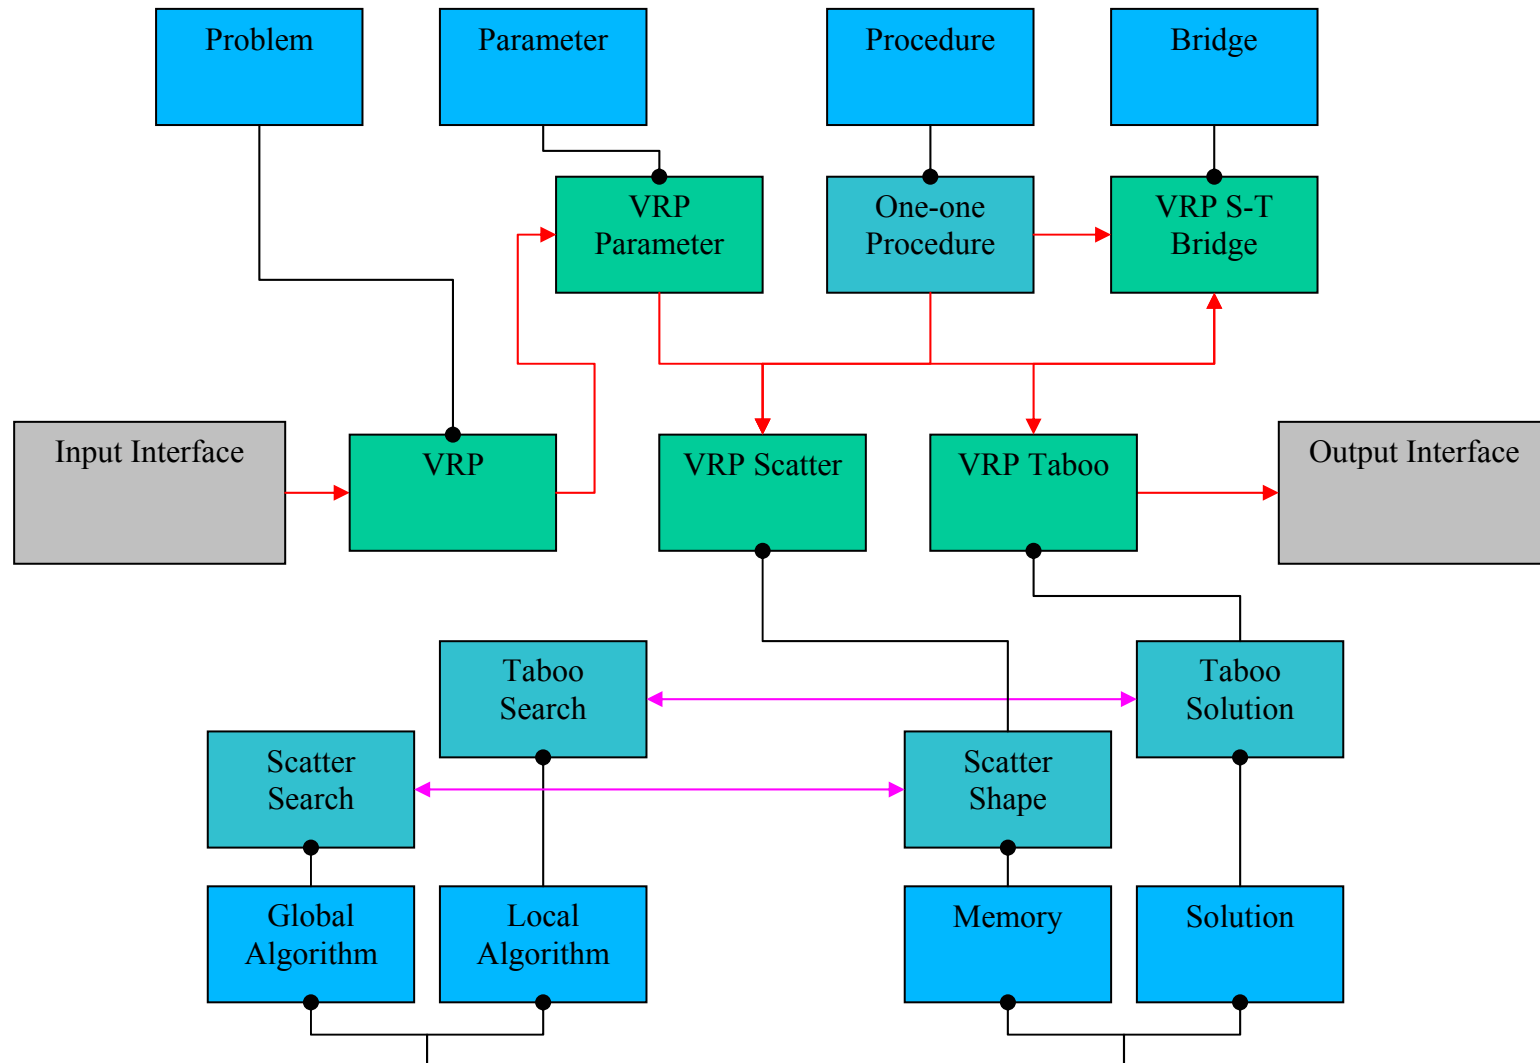 Problem
Parameter
Procedure
Bridge
VRP
Parameter
One-one
Procedure
VRP S-T
Bridge
Input Interface
VRP
VRP Scatter
VRP Taboo
Output Interface
Taboo
Search
Taboo
Solution
Scatter
Search
Scatter
Shape
Global
Algorithm
Local
Algorithm
Memory
Solution